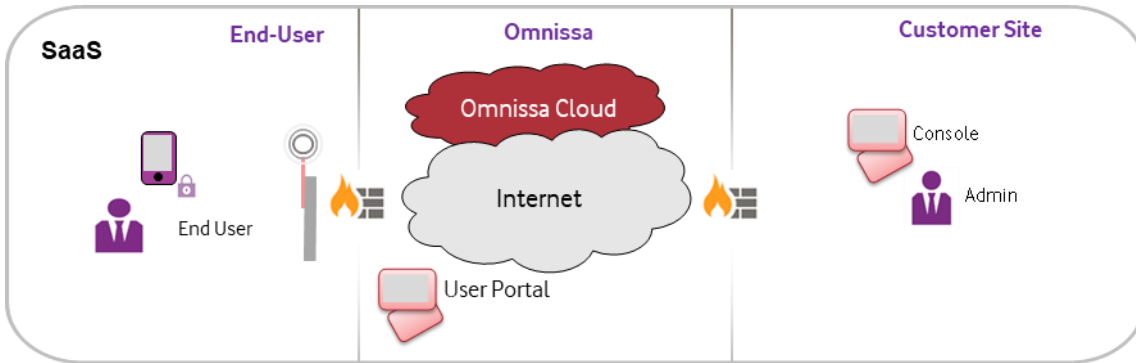 SaaS
End-User
Omnissa
Customer Site
Omnissa Cloud
Internet
Console
Admin
End User
User Portal